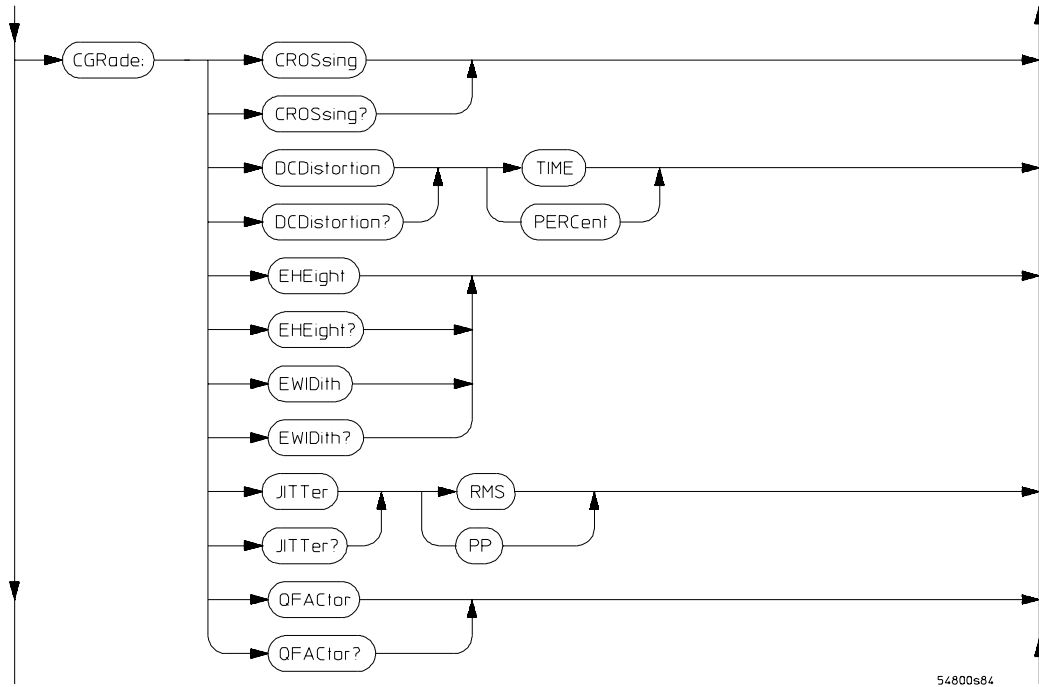 CGRade:
CROSsing
CROSsing?
DCDistortion
TIME
DCDistortion?
PERCent
EHEight
EHEight?
EWIDith
EWIDith?
JITTer
RMS
JITTer?
PP
QFACtor
QFACtor?
54800s84